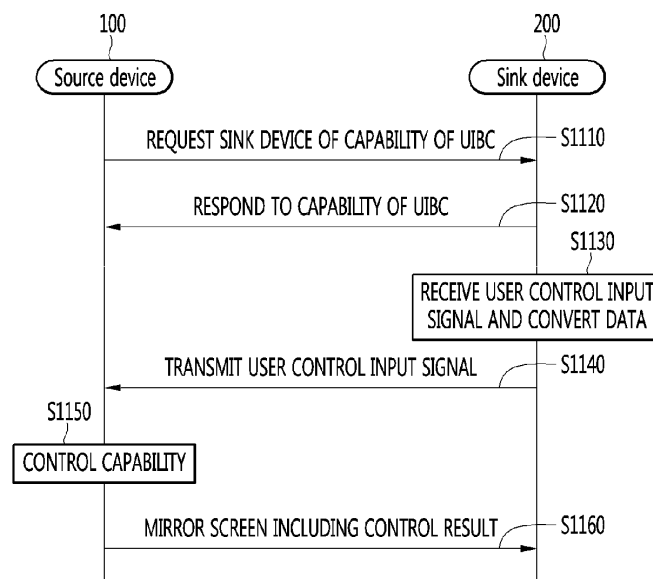 100
200
Source device
Sink device
REQUEST SINK DEVICE OF CAPABILITY OF UIBC
S1110
RESPOND TO CAPABILITY OF UIBC
S1120
S1130
RECEIVE USER CONTROL INPUT
SIGNAL AND CONVERT DATA
TRANSMIT USER CONTROL INPUT SIGNAL
S1140
S1150
CONTROL CAPABILITY
MIRROR SCREEN INCLUDING CONTROL RESULT
S1160